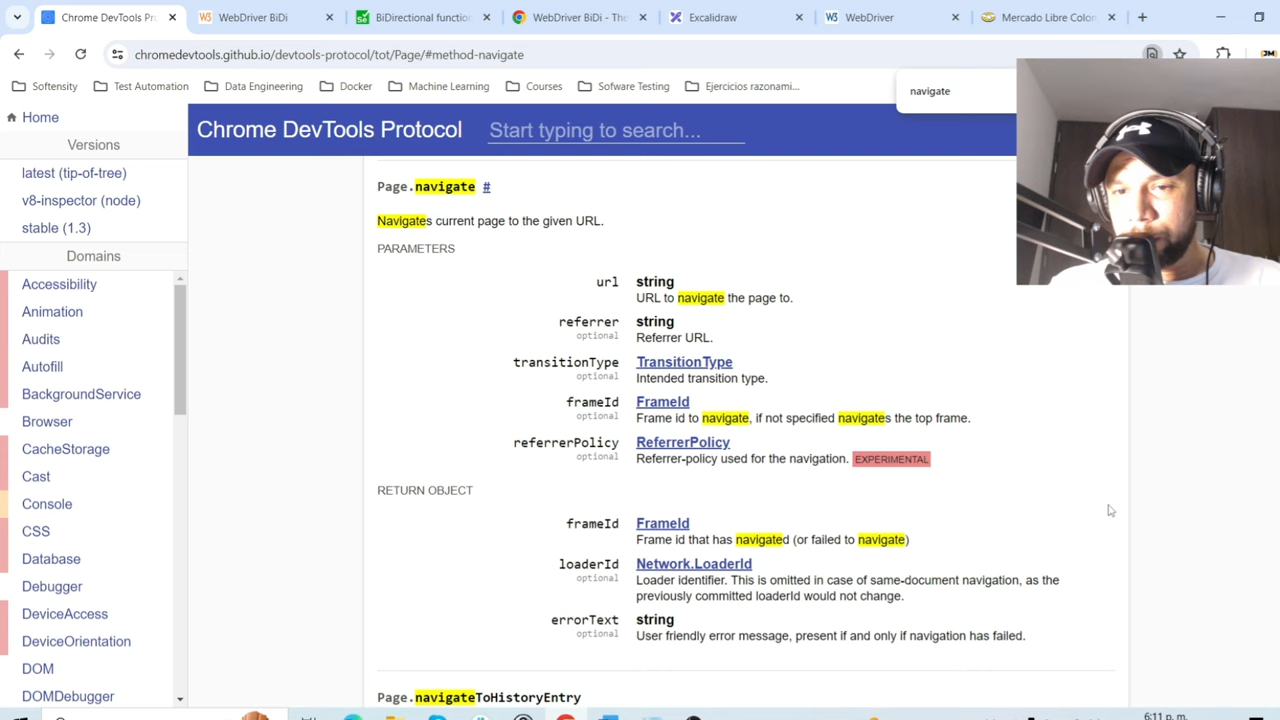 Chrome DevTools Pro
WebDriver BiDi
BiDirectional function
WebDriver BiDi - The
Excalidraw
WebDriver
Mercado Libre Colom
chromedevtools.github.io/devtools-protocol/tot/Page/#method-navigate
Softensity
Test Automation
Data Engineering
Docker
Machine Learning
Courses
Sofware Testing
Ejercicios razonami...
navigate
Home
Versions
latest (tip-of-tree)
v8-inspector (node)
stable (1.3)
Domains
Accessibility
Animation
Audits
Autofill
BackgroundService
Browser
CacheStorage
Cast
Console
CSS
Database
Debugger
DeviceAccess
DeviceOrientation
DOM
DOMDebugger
Chrome DevTools Protocol
Start typing to search...
Page.navigate #
Navigates current page to the given URL.
PARAMETERS
url string
URL to navigate the page to.
referrer string
optional Referrer URL.
transitionType TransitionType
optional Intended transition type.
frameId FrameId
optional Frame id to navigate, if not specified navigates the top frame.
referrerPolicy ReferrerPolicy
optional Referrer-policy used for the navigation. EXPERIMENTAL
RETURN OBJECT
frameId FrameId
Frame id that has navigated (or failed to navigate)
loaderId Network.LoaderId
optional Loader identifier. This is omitted in case of same-document navigation, as the
previously committed loaderId would not change.
errorText string
optional User friendly error message, present if and only if navigation has failed.
Page.navigateToHistoryEntry
6:11 p. m.